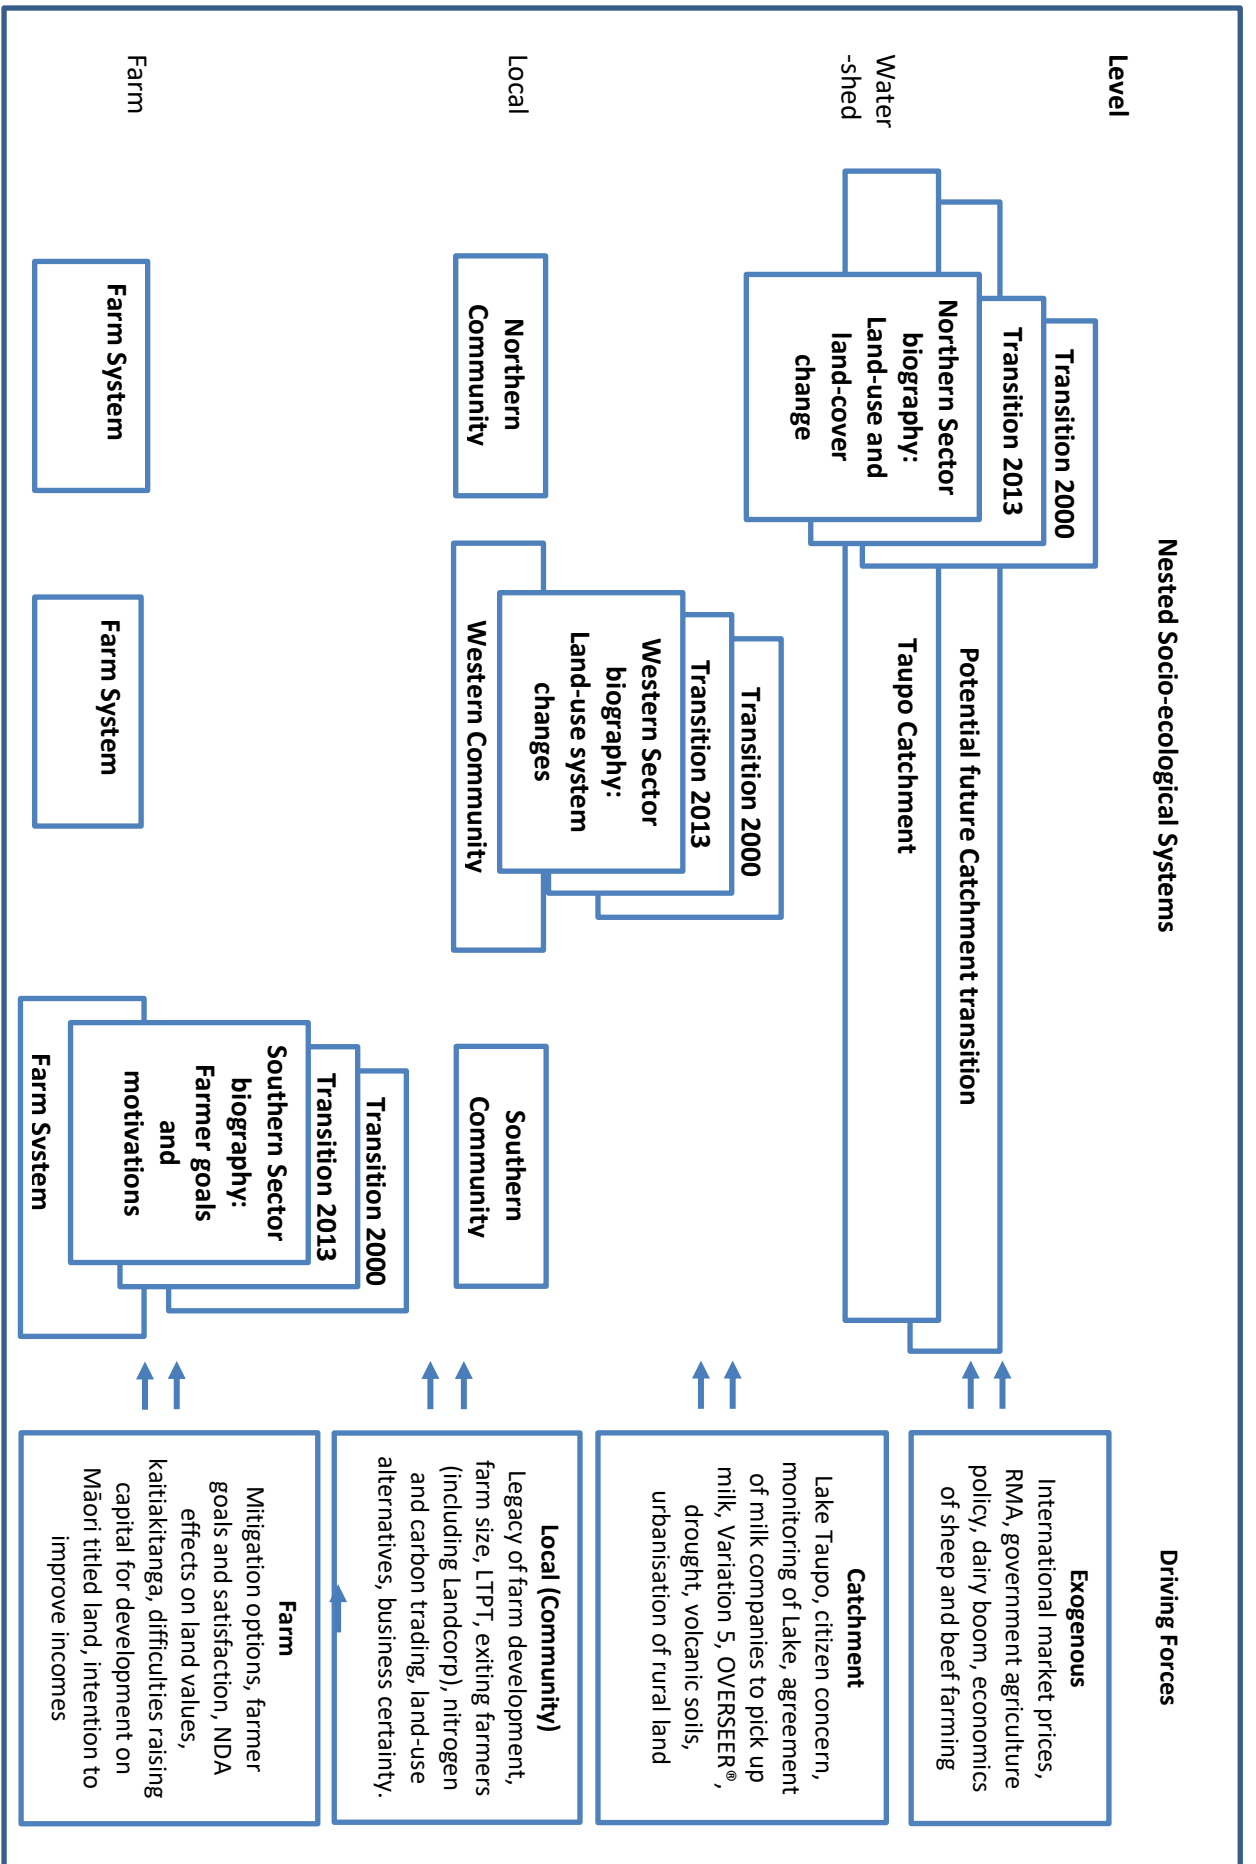 Level
Nested Socio-ecological Systems
Driving Forces
Water
-shed
Transition 2000
Transition 2013
Northern Sector
biography:
Land-use and
land-cover
change
Potential future Catchment transition
Taupo Catchment
Exogenous
International market prices,
RMA, government agriculture
policy, dairy boom, economics
of sheep and beef farming
Catchment
Lake Taupo, citizen concern,
monitoring of Lake, agreement
of milk companies to pick up
milk, Variation 5, OVERSEER®,
drought, volcanic soils,
urbanisation of rural land
Local
Northern
Community
Transition 2000
Transition 2013
Western Sector
biography:
Land-use system
changes
Western Community
Southern
Community
Local (Community)
Legacy of farm development,
farm size, LTPT, exiting farmers
(including Landcorp), nitrogen
and carbon trading, land-use
alternatives, business certainty.
Farm
Farm System
Farm System
Transition 2000
Transition 2013
Southern Sector
biography:
Farmer goals
and
motivations
Farm System
Farm
Mitigation options, farmer
goals and satisfaction, NDA
effects on land values,
kaitiakitanga, difficulties raising
capital for development on
Māori titled land, intention to
improve incomes